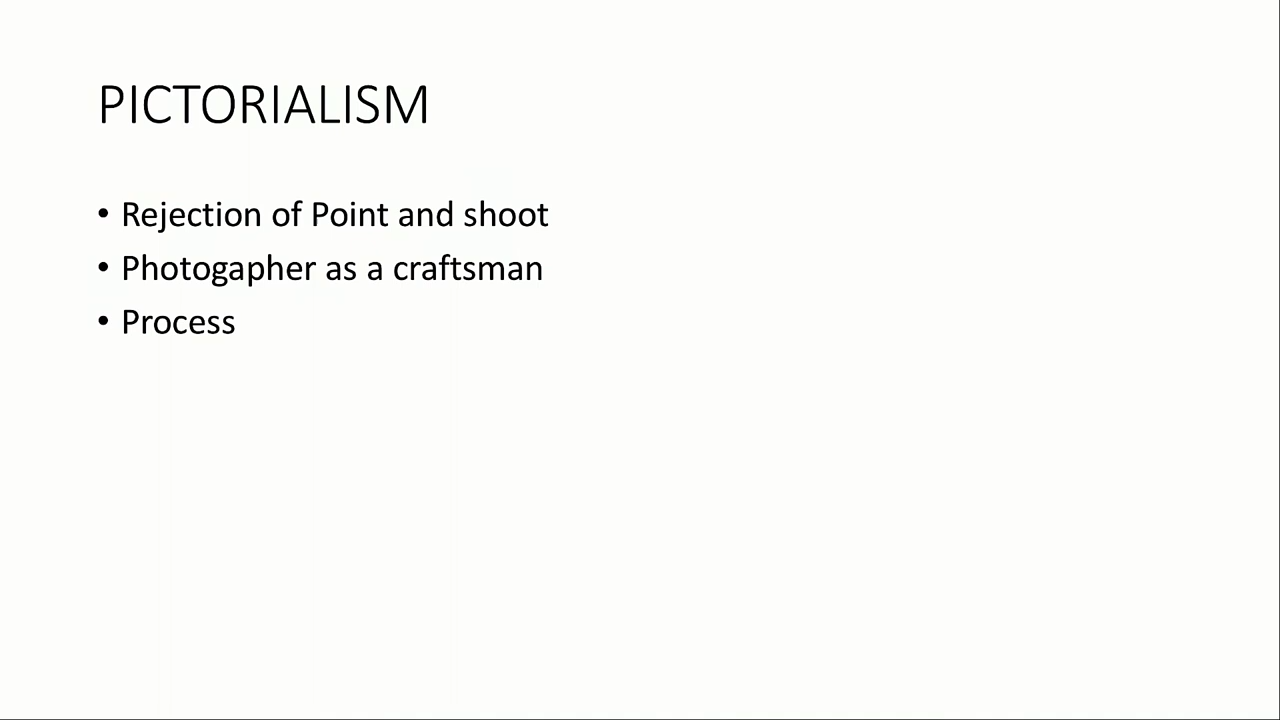 PICTORIALISM
• Rejection of Point and shoot
• Photogapher as a craftsman
• Process